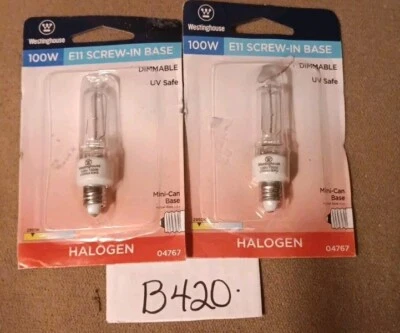 Westinghouse
100W E11 SCREW-IN BASE
DIMMABLE
UV Safe
Mini-Can
Base
HALOGEN
04767
Westinghouse
100W E11 SCREW-IN BASE
DIMMABLE
UV Safe
Mini-Can
Base
HALOGEN
04767
B420.